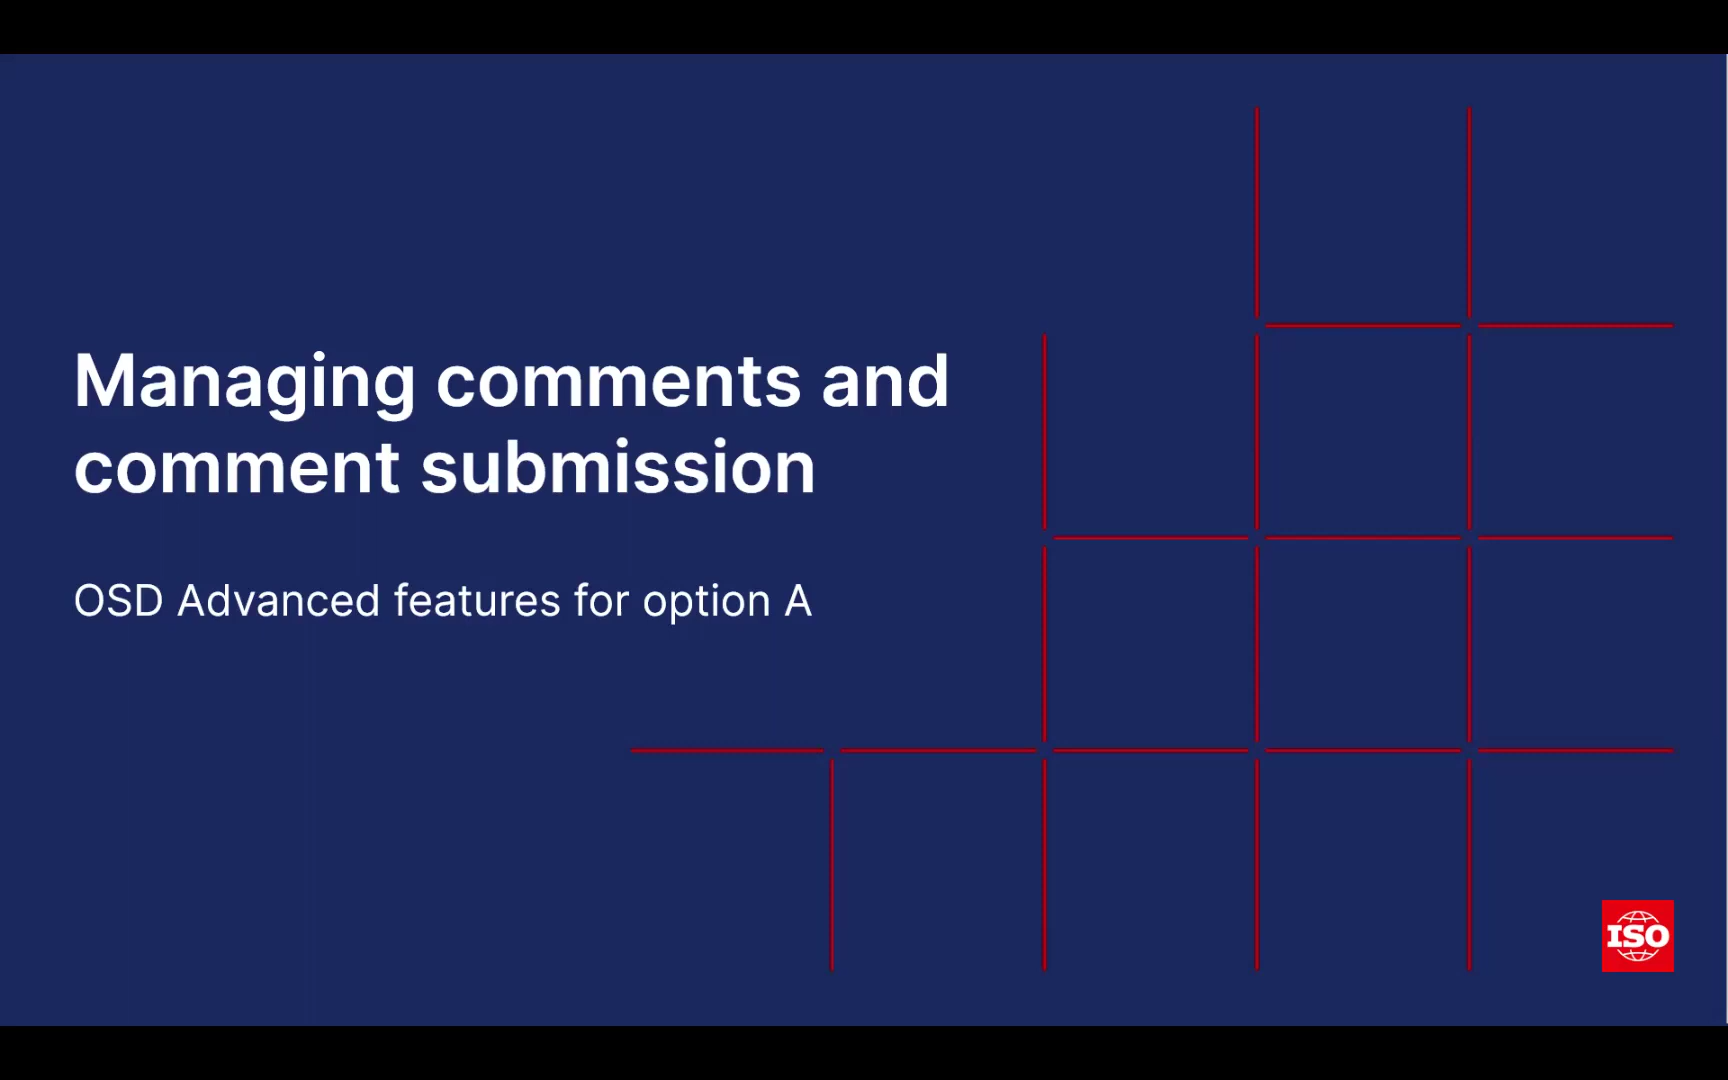 Managing comments and
comment submission
OSD Advanced features for option A
ISO